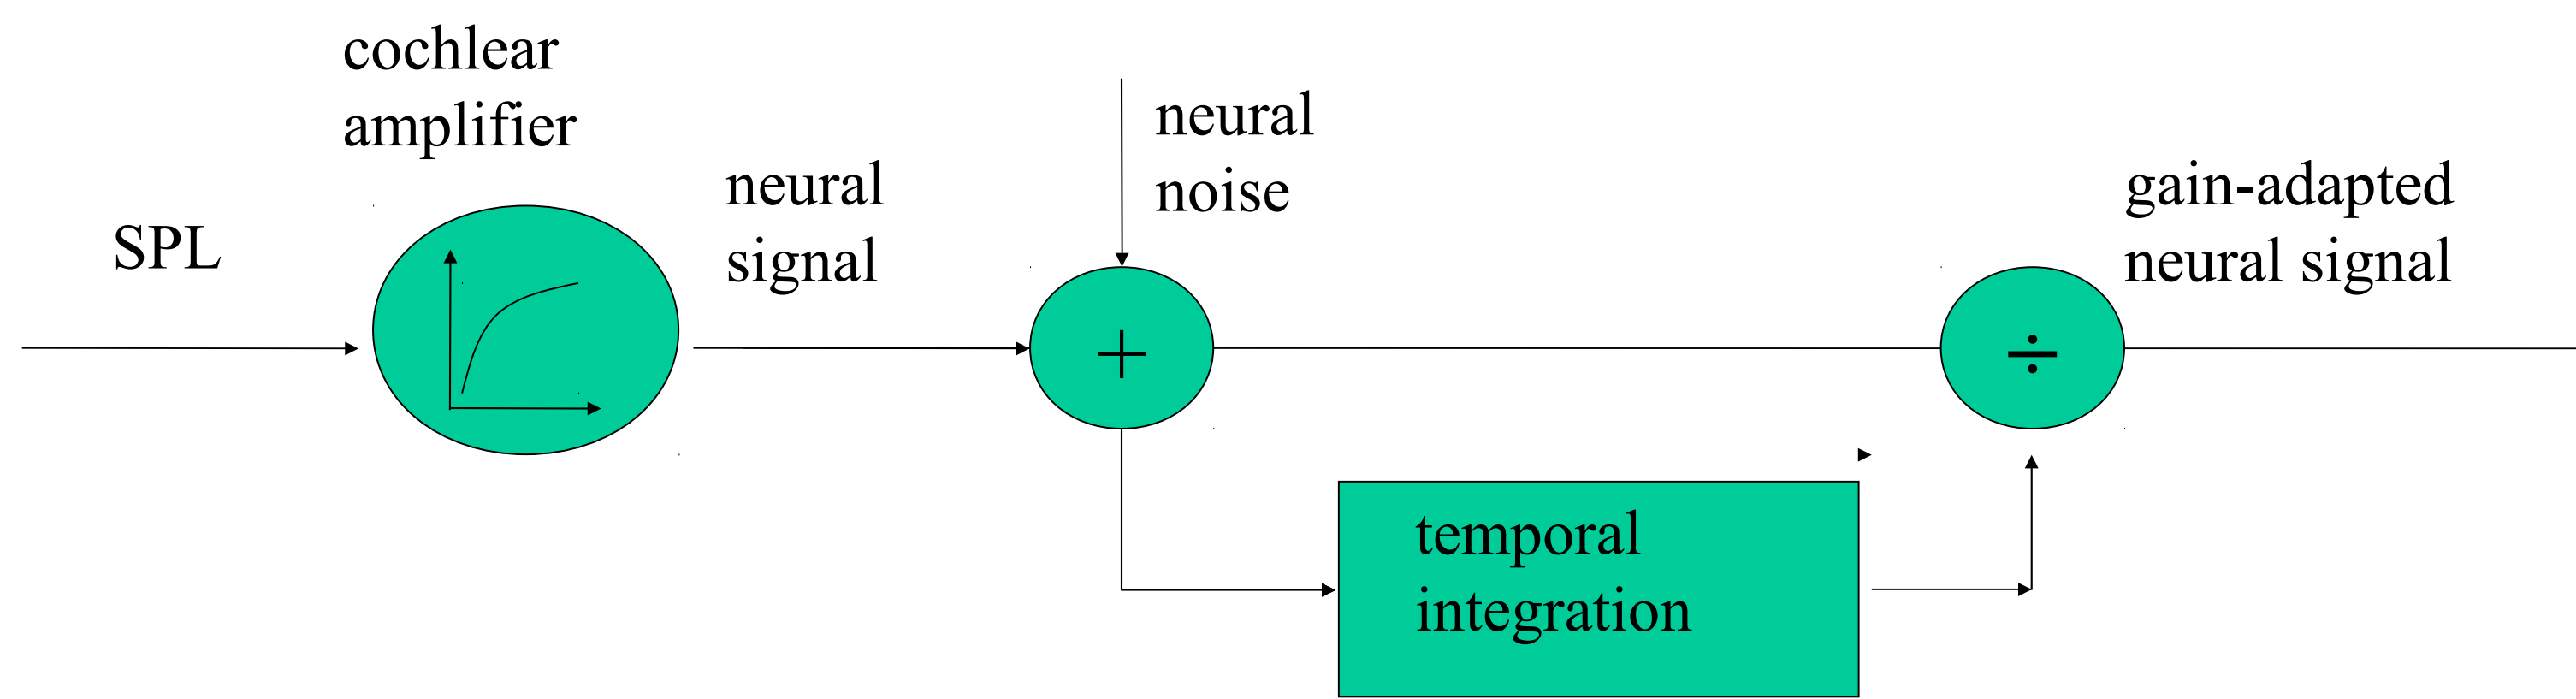 cochlear
amplifier
SPL
neural
signal
neural
noise
+
÷
gain-adapted
neural signal
temporal
integration